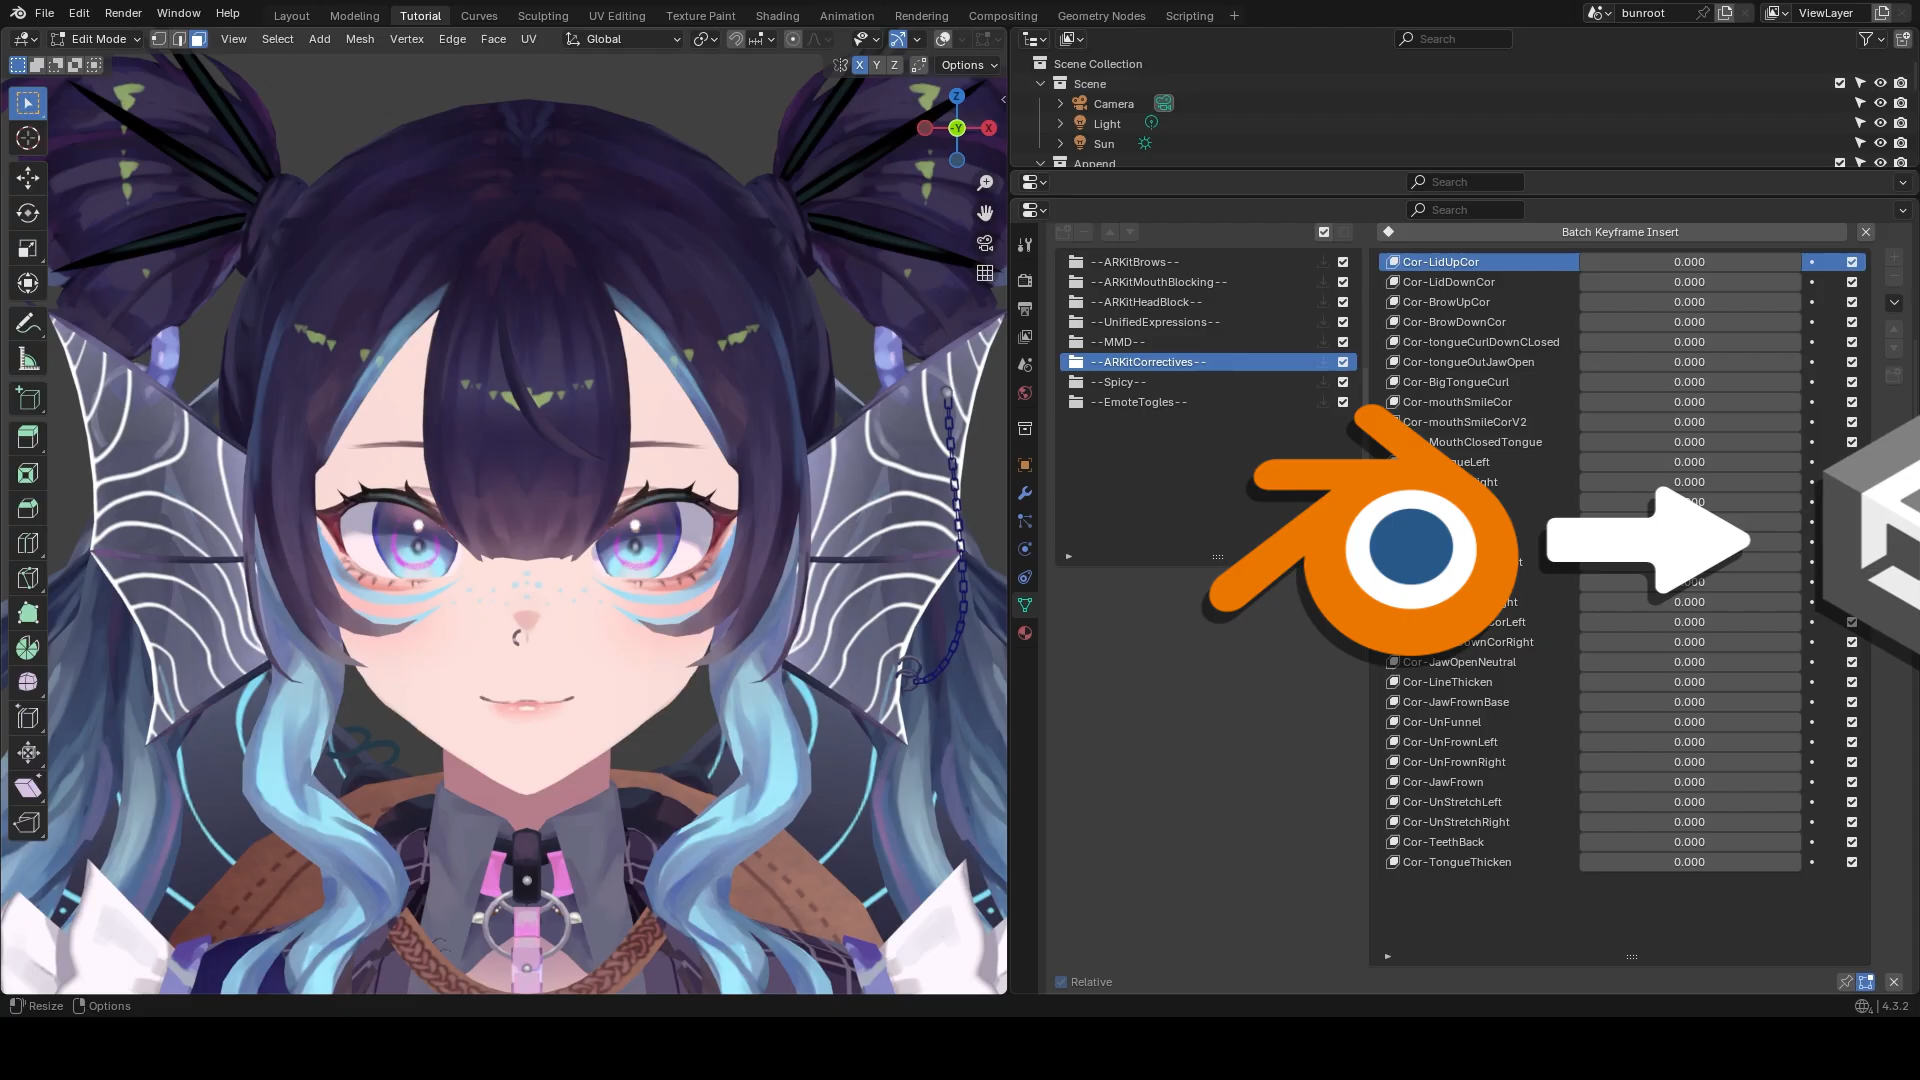 File Edit Render Window Help Layout Modeling Tutorial Curves Sculpting UV Editing Texture Paint Shading Animation Rendering Compositing Geometry Nodes Scripting + bunroot ViewLayer
Edit Mode View Select Add Mesh Vertex Edge Face UV Global Search
X Y Z Options
Scene Collection
Scene
Camera
Light
Sun
Append
Z
-Y X
Search
Search
Batch Keyframe Insert
--ARKitBrows--
--ARKitMouthBlocking--
--ARKitHeadBlock--
--UnifiedExpressions--
--MMD--
--ARKitCorrectives--
--Spicy--
--EmoteTogles--
Cor-LidUpCor 0.000
Cor-LidDownCor 0.000
Cor-BrowUpCor 0.000
Cor-BrowDownCor 0.000
Cor-tongueCurlDownCLosed 0.000
Cor-tongueOutJawOpen 0.000
Cor-BigTongueCurl 0.000
Cor-mouthSmileCor 0.000
Cor-mouthSmileCorV2 0.000
MouthClosedTongue 0.000
ueLeft 0.000
0.000
0.000
CorLeft 0.000
wnCorRight 0.000
Cor-JawOpenNeutral 0.000
Cor-LineThicken 0.000
Cor-JawFrownBase 0.000
Cor-UnFunnel 0.000
Cor-UnFrownLeft 0.000
Cor-UnFrownRight 0.000
Cor-JawFrown 0.000
Cor-UnStretchLeft 0.000
Cor-UnStretchRight 0.000
Cor-TeethBack 0.000
Cor-TongueThicken 0.000
Relative
Resize Options 4.3.2